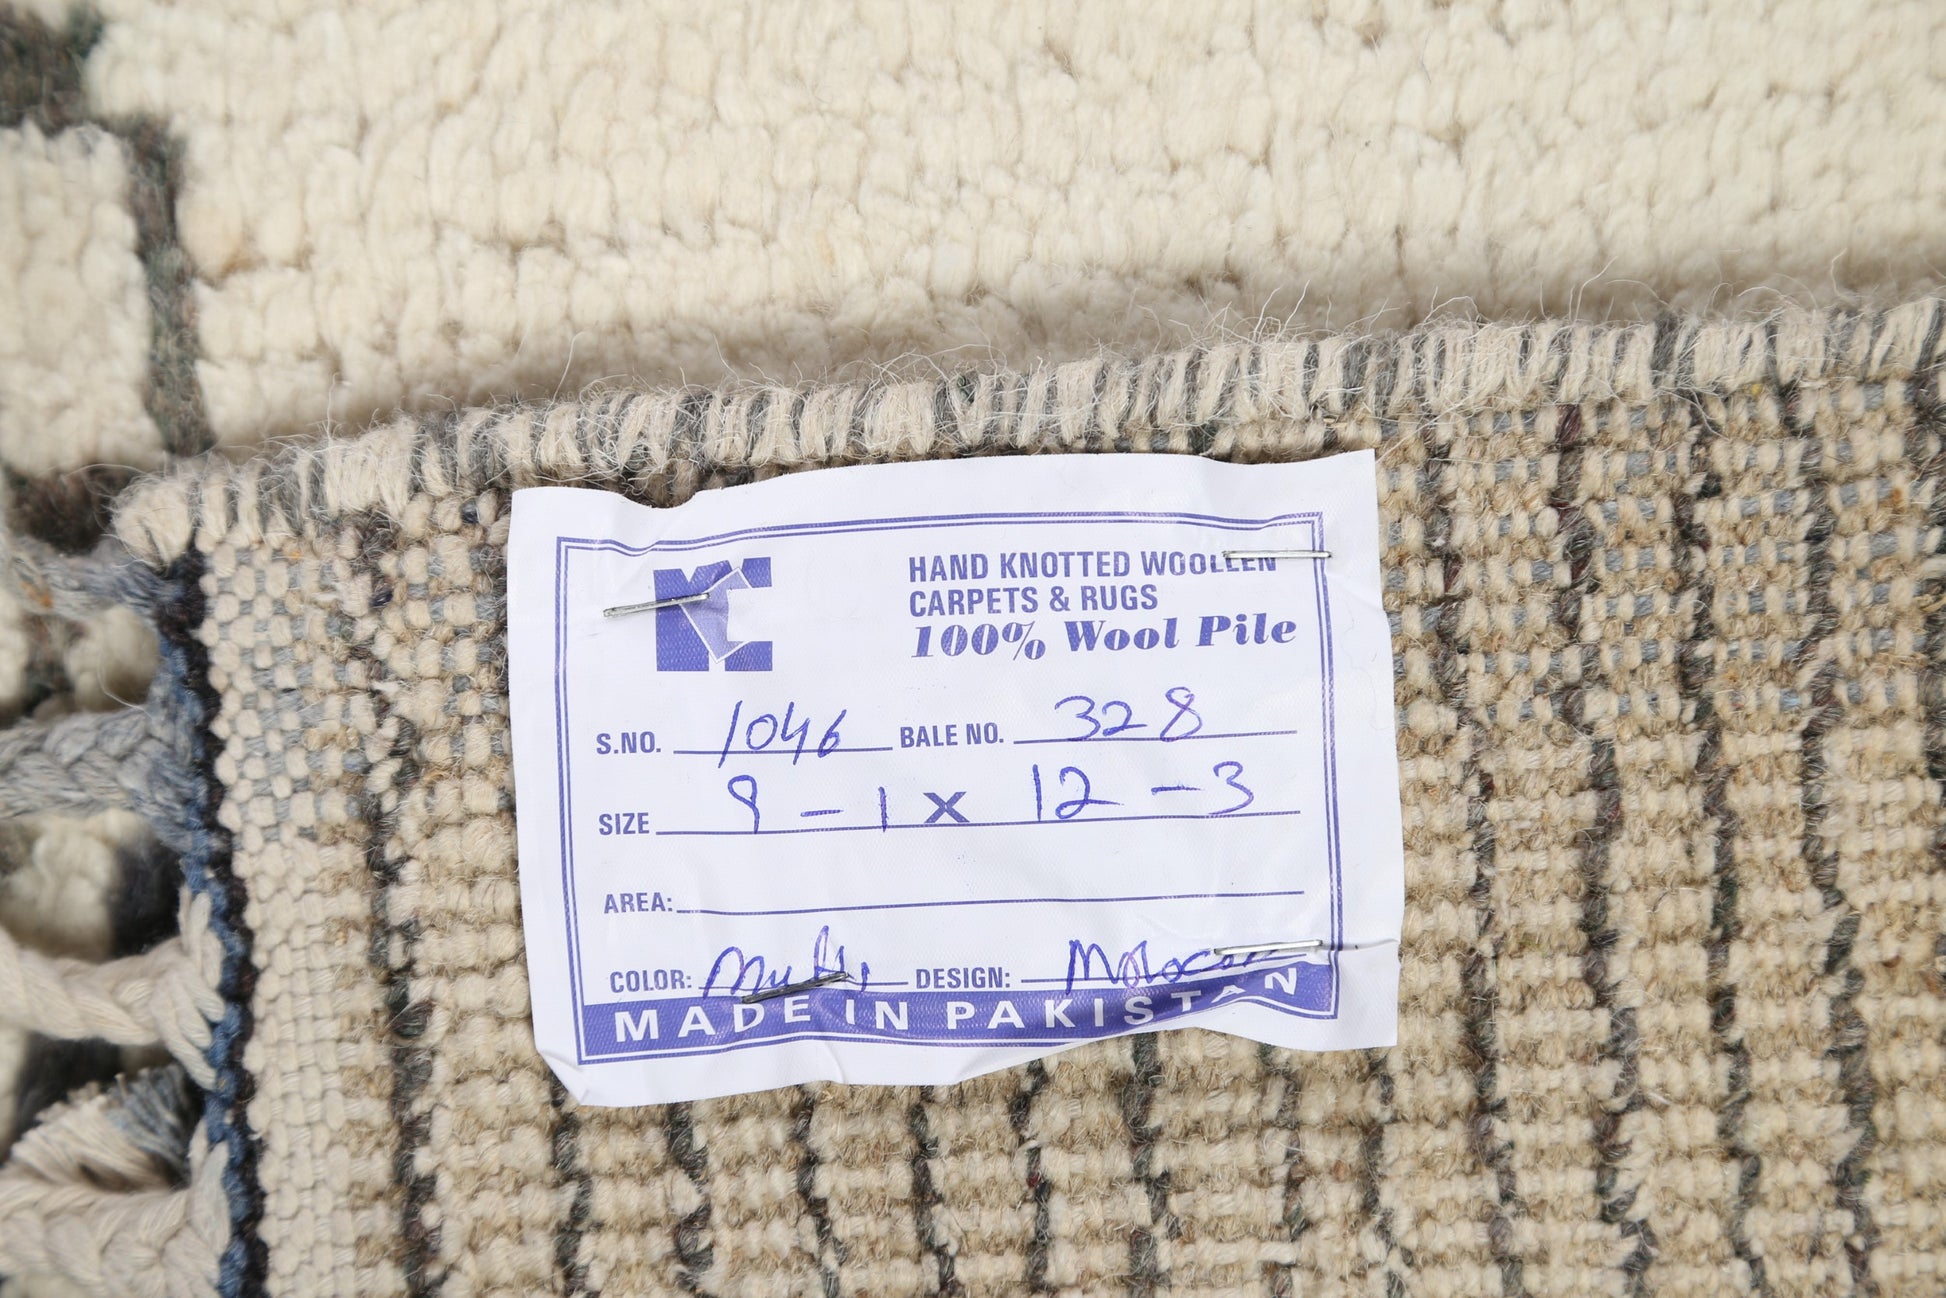 HAND KNOTTED WOOLLEN
CARPETS & RUGS
100% Wool Pile
S.NO. 1046 BALE NO. 328
SIZE 9-1 X 12-3
AREA:
COLOR: Multi DESIGN:
MADE IN PAKISTAN